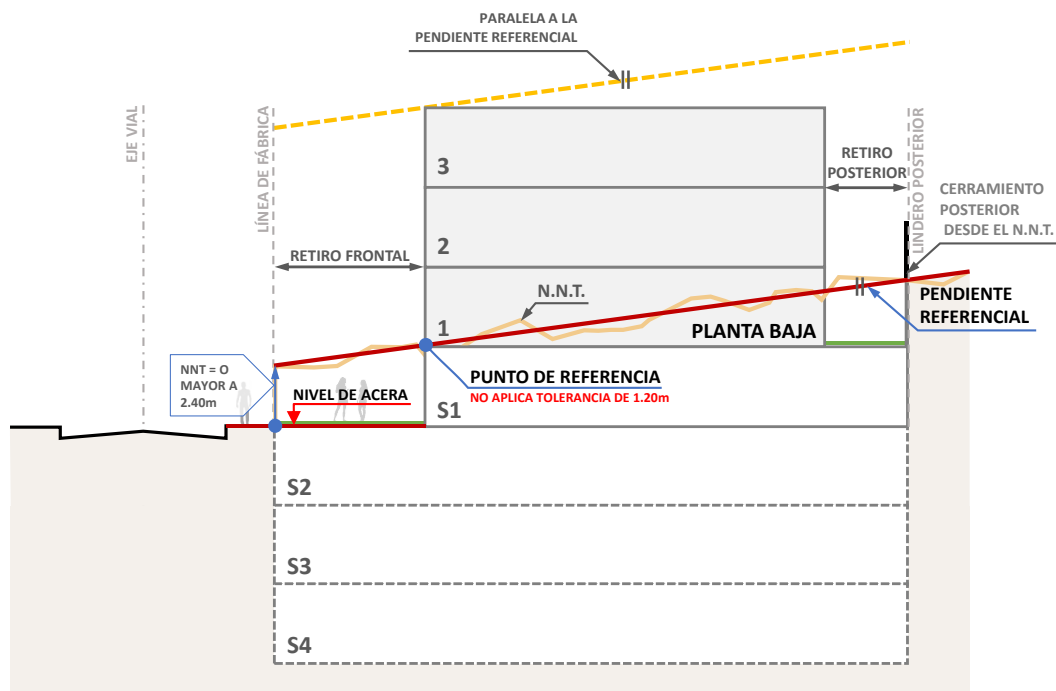 PARALELA A LA
PENDIENTE REFERENCIAL
EJE VIAL
LÍNEA DE FÁBRICA
3
RETIRO
POSTERIOR
LINDERO POSTERIOR
CERRAMIENTO
POSTERIOR
DESDE EL N.N.T.
2
RETIRO FRONTAL
N.N.T.
1
PLANTA BAJA
PENDIENTE
REFERENCIAL
NNT = O
MAYOR A
2.40m
PUNTO DE REFERENCIA
NO APLICA TOLERANCIA DE 1.20m
NIVEL DE ACERA
S1
S2
S3
S4